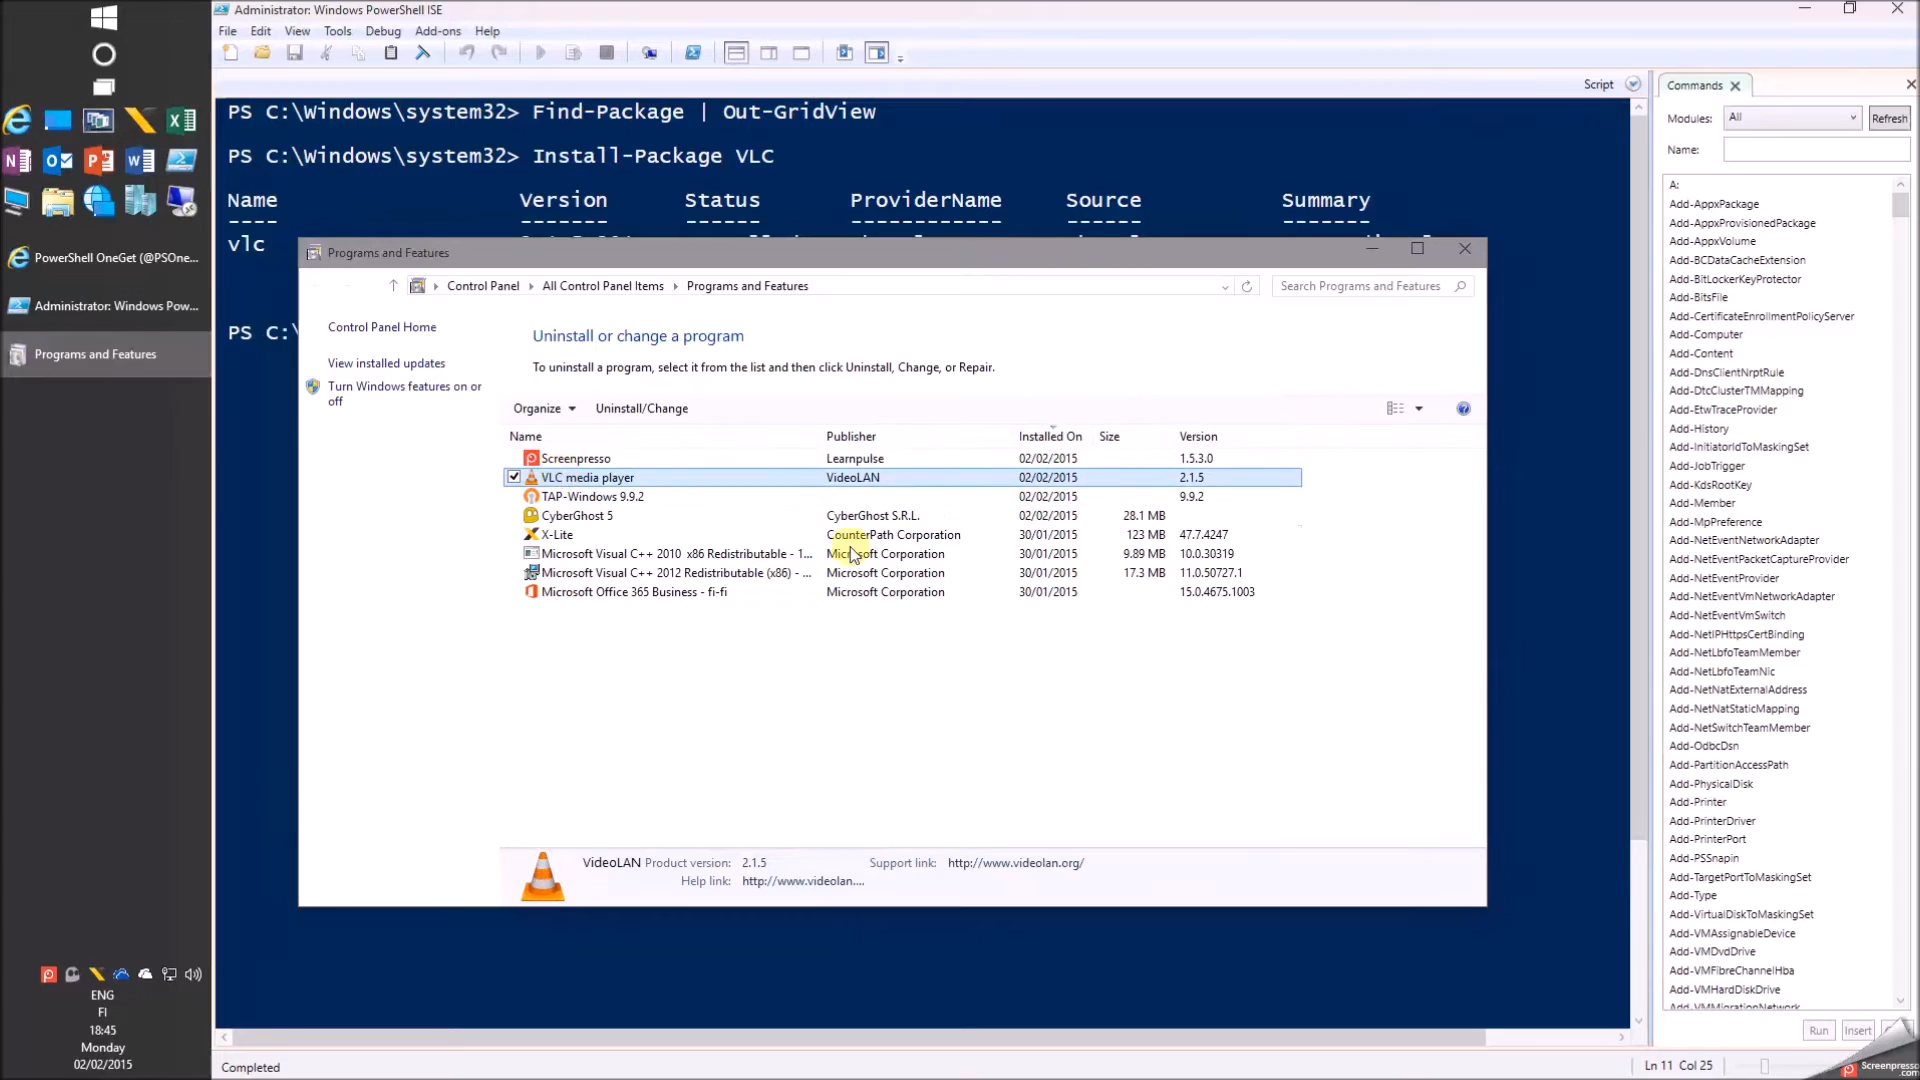 Administrator: Windows PowerShell ISE
File Edit View Tools Debug Add-ons Help
Script
PS C:\Windows\system32> Find-Package | Out-GridView
PS C:\Windows\system32> Install-Package VLC
Name Version Status ProviderName Source Summary
---- ------- ------ ------------ ------ -------
vlc
PS C:\
PowerShell OneGet (@PSOne...
Administrator: Windows Pow...
Programs and Features
Programs and Features
Control Panel All Control Panel Items Programs and Features
Search Programs and Features
Control Panel Home
View installed updates
Turn Windows features on or
off
Uninstall or change a program
To uninstall a program, select it from the list and then click Uninstall, Change, or Repair.
Organize Uninstall/Change
Name Publisher Installed On Size Version
Screenpresso Learnpulse 02/02/2015 1.5.3.0
VLC media player VideoLAN 02/02/2015 2.1.5
TAP-Windows 9.9.2 02/02/2015 9.9.2
CyberGhost 5 CyberGhost S.R.L. 02/02/2015 28.1 MB
X-Lite CounterPath Corporation 30/01/2015 123 MB 47.7.4247
Microsoft Visual C++ 2010 x86 Redistributable - 1... Microsoft Corporation 30/01/2015 9.89 MB 10.0.30319
Microsoft Visual C++ 2012 Redistributable (x86) - ... Microsoft Corporation 30/01/2015 17.3 MB 11.0.50727.1
Microsoft Office 365 Business - fi-fi Microsoft Corporation 30/01/2015 15.0.4675.1003
VideoLAN Product version: 2.1.5 Support link: http://www.videolan.org/
Help link: http://www.videolan....
Commands
Modules: All Refresh
Name:
A:
Add-AppxPackage
Add-AppxProvisionedPackage
Add-AppxVolume
Add-BCDataCacheExtension
Add-BitLockerKeyProtector
Add-BitsFile
Add-CertificateEnrollmentPolicyServer
Add-Computer
Add-Content
Add-DnsClientNrptRule
Add-DtcClusterTMMapping
Add-EtwTraceProvider
Add-History
Add-InitiatorIdToMaskingSet
Add-JobTrigger
Add-KdsRootKey
Add-Member
Add-MpPreference
Add-NetEventNetworkAdapter
Add-NetEventPacketCaptureProvider
Add-NetEventProvider
Add-NetEventVmNetworkAdapter
Add-NetEventVmSwitch
Add-NetIPHttpsCertBinding
Add-NetLbfoTeamMember
Add-NetLbfoTeamNic
Add-NetNatExternalAddress
Add-NetNatStaticMapping
Add-NetSwitchTeamMember
Add-OdbcDsn
Add-PartitionAccessPath
Add-PhysicalDisk
Add-Printer
Add-PrinterDriver
Add-PrinterPort
Add-PSSnapin
Add-TargetPortToMaskingSet
Add-Type
Add-VirtualDiskToMaskingSet
Add-VMAssignableDevice
Add-VMDvdDrive
Add-VMFibreChannelHba
Add-VMHardDiskDrive
Add-VMMigrationNetwork
Run Insert
ENG
FI
18:45
Monday
02/02/2015
Completed
Ln 11 Col 25
Screenpresso
.com